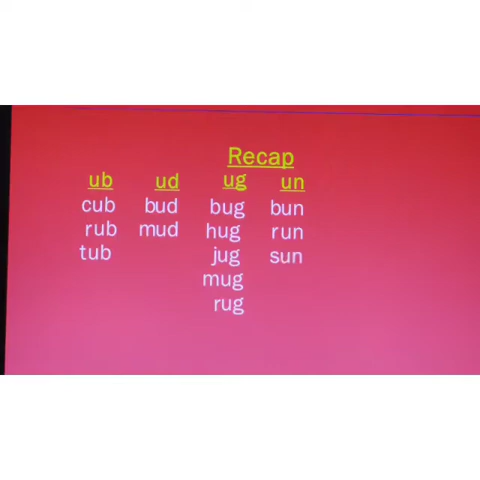 Recap
ub ud ug un
cub bud bug bun
rub mud hug run
tub jug sun
mug
rug